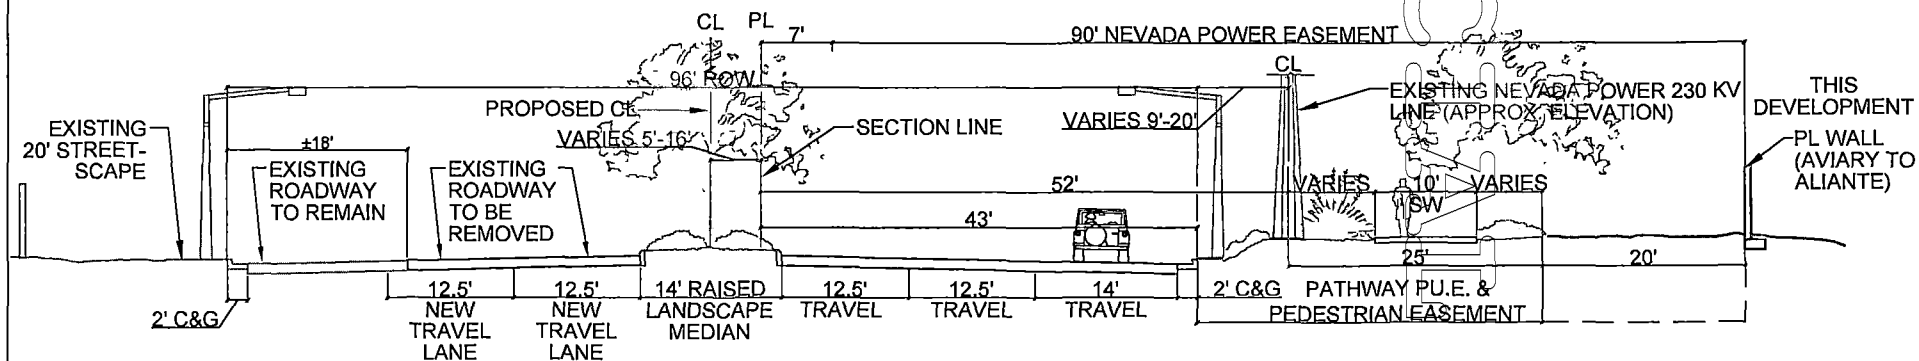 CL PL
7'
90' NEVADA POWER EASEMENT
96' ROW
CL
PROPOSED CL
VARIES 5'-16'
SECTION LINE
VARIES 9'-20'
EXISTING NEVADA POWER 230 KV
LINE (APPROX. ELEVATION)
THIS
DEVELOPMENT
PL WALL
(AVIARY TO
ALIANTE)
EXISTING
20' STREET-
SCAPE
±18'
EXISTING
ROADWAY
TO REMAIN
EXISTING
ROADWAY
TO BE
REMOVED
52'
43'
VARIES
10'
SW
VARIES
25'
20'
2' C&G
12.5'
NEW
TRAVEL
LANE
12.5'
NEW
TRAVEL
LANE
14' RAISED
LANDSCAPE
MEDIAN
12.5'
TRAVEL
12.5'
TRAVEL
14'
TRAVEL
2' C&G
PATHWAY PU.E. &
PEDESTRIAN EASEMENT